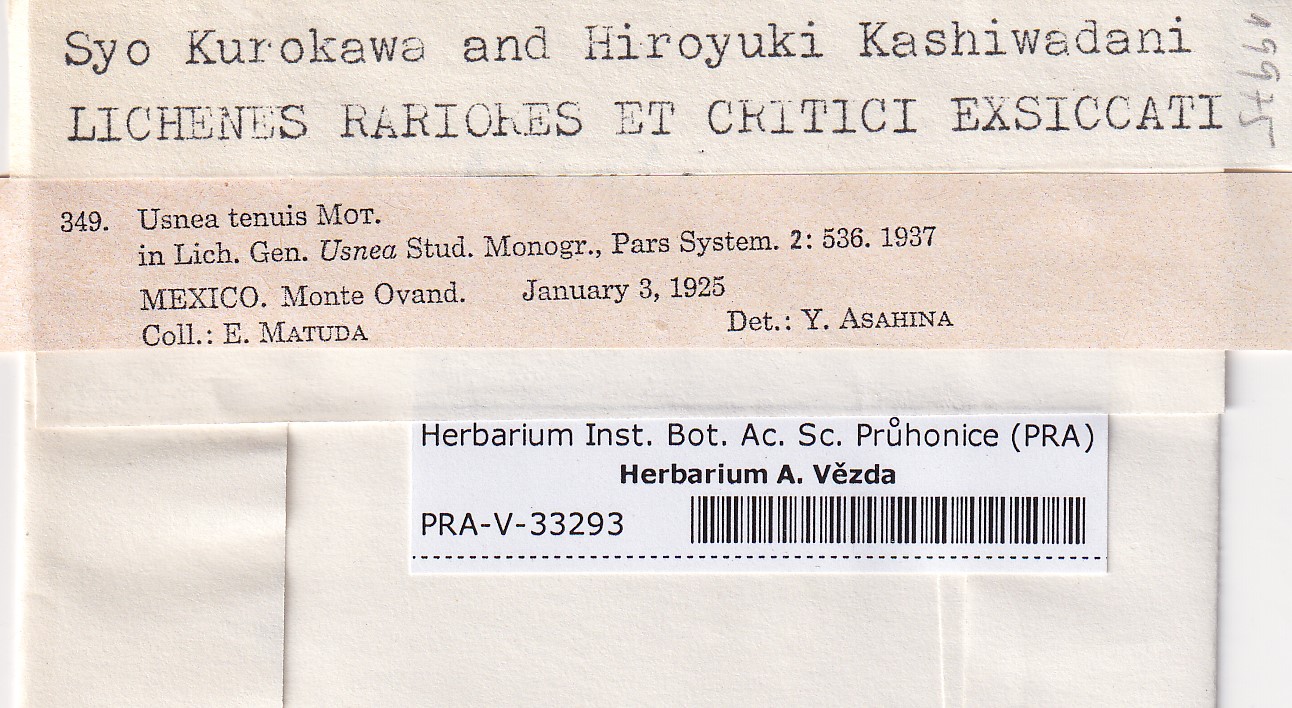 Syo Kurokawa and Hiroyuki Kashiwadani
LICHENES RARIORES ET CRITICI EXSICCATI
19975
349. Usnea tenuis MOT.
in Lich. Gen. Usnea Stud. Monogr., Pars System. 2: 536. 1937
MEXICO. Monte Ovand. January 3, 1925
Coll.: E. MATUDA Det.: Y. ASAHINA
Herbarium Inst. Bot. Ac. Sc. Průhonice (PRA)
Herbarium A. Vězda
PRA-V-33293